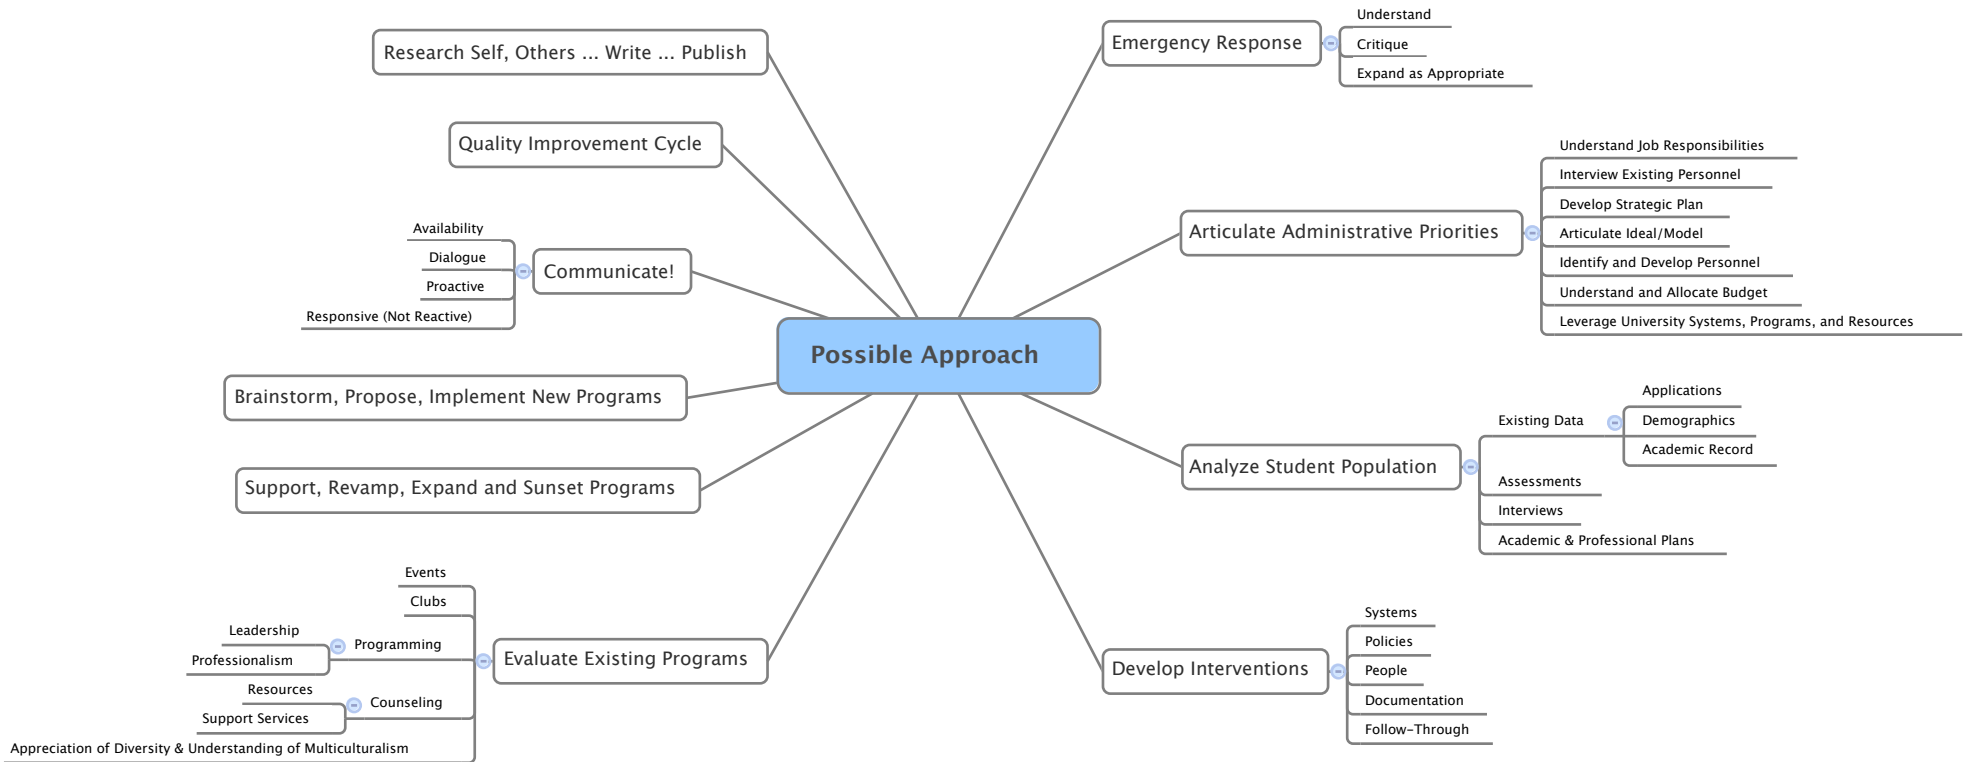 Possible Approach
Emergency Response
Understand
Critique
Expand as Appropriate
Articulate Administrative Priorities
Understand Job Responsibilities
Interview Existing Personnel
Develop Strategic Plan
Articulate Ideal/Model
Identify and Develop Personnel
Understand and Allocate Budget
Leverage University Systems, Programs, and Resources
Analyze Student Population
Existing Data
Applications
Demographics
Academic Record
Assessments
Interviews
Academic & Professional Plans
Develop Interventions
Systems
Policies
People
Documentation
Follow-Through
Evaluate Existing Programs
Events
Clubs
Programming
Leadership
Professionalism
Counseling
Resources
Support Services
Appreciation of Diversity & Understanding of Multiculturalism
Support, Revamp, Expand and Sunset Programs
Brainstorm, Propose, Implement New Programs
Communicate!
Availability
Dialogue
Proactive
Responsive (Not Reactive)
Quality Improvement Cycle
Research Self, Others ... Write ... Publish